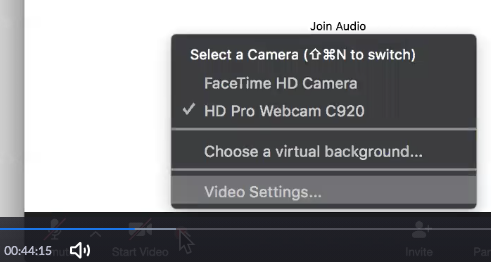 Join Audio
Select a Camera (⇧⌘N to switch)
FaceTime HD Camera
✓ HD Pro Webcam C920
Choose a virtual background...
Video Settings...
00:44:15
Start Video
Invite